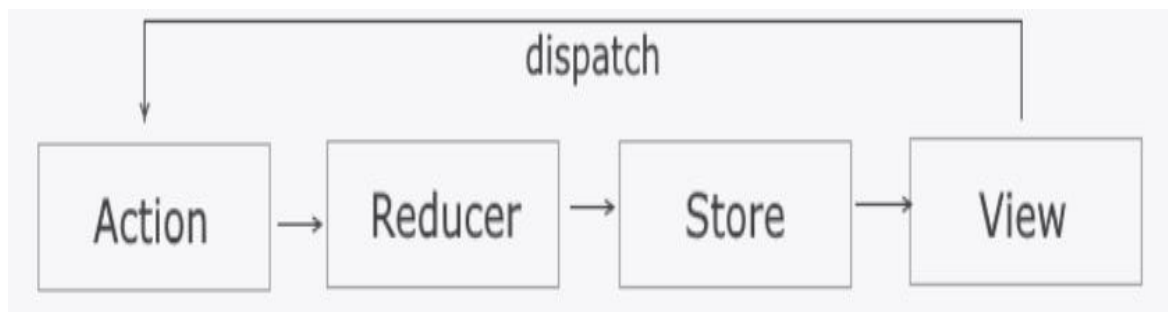 dispatch
Action
Reducer
Store
View